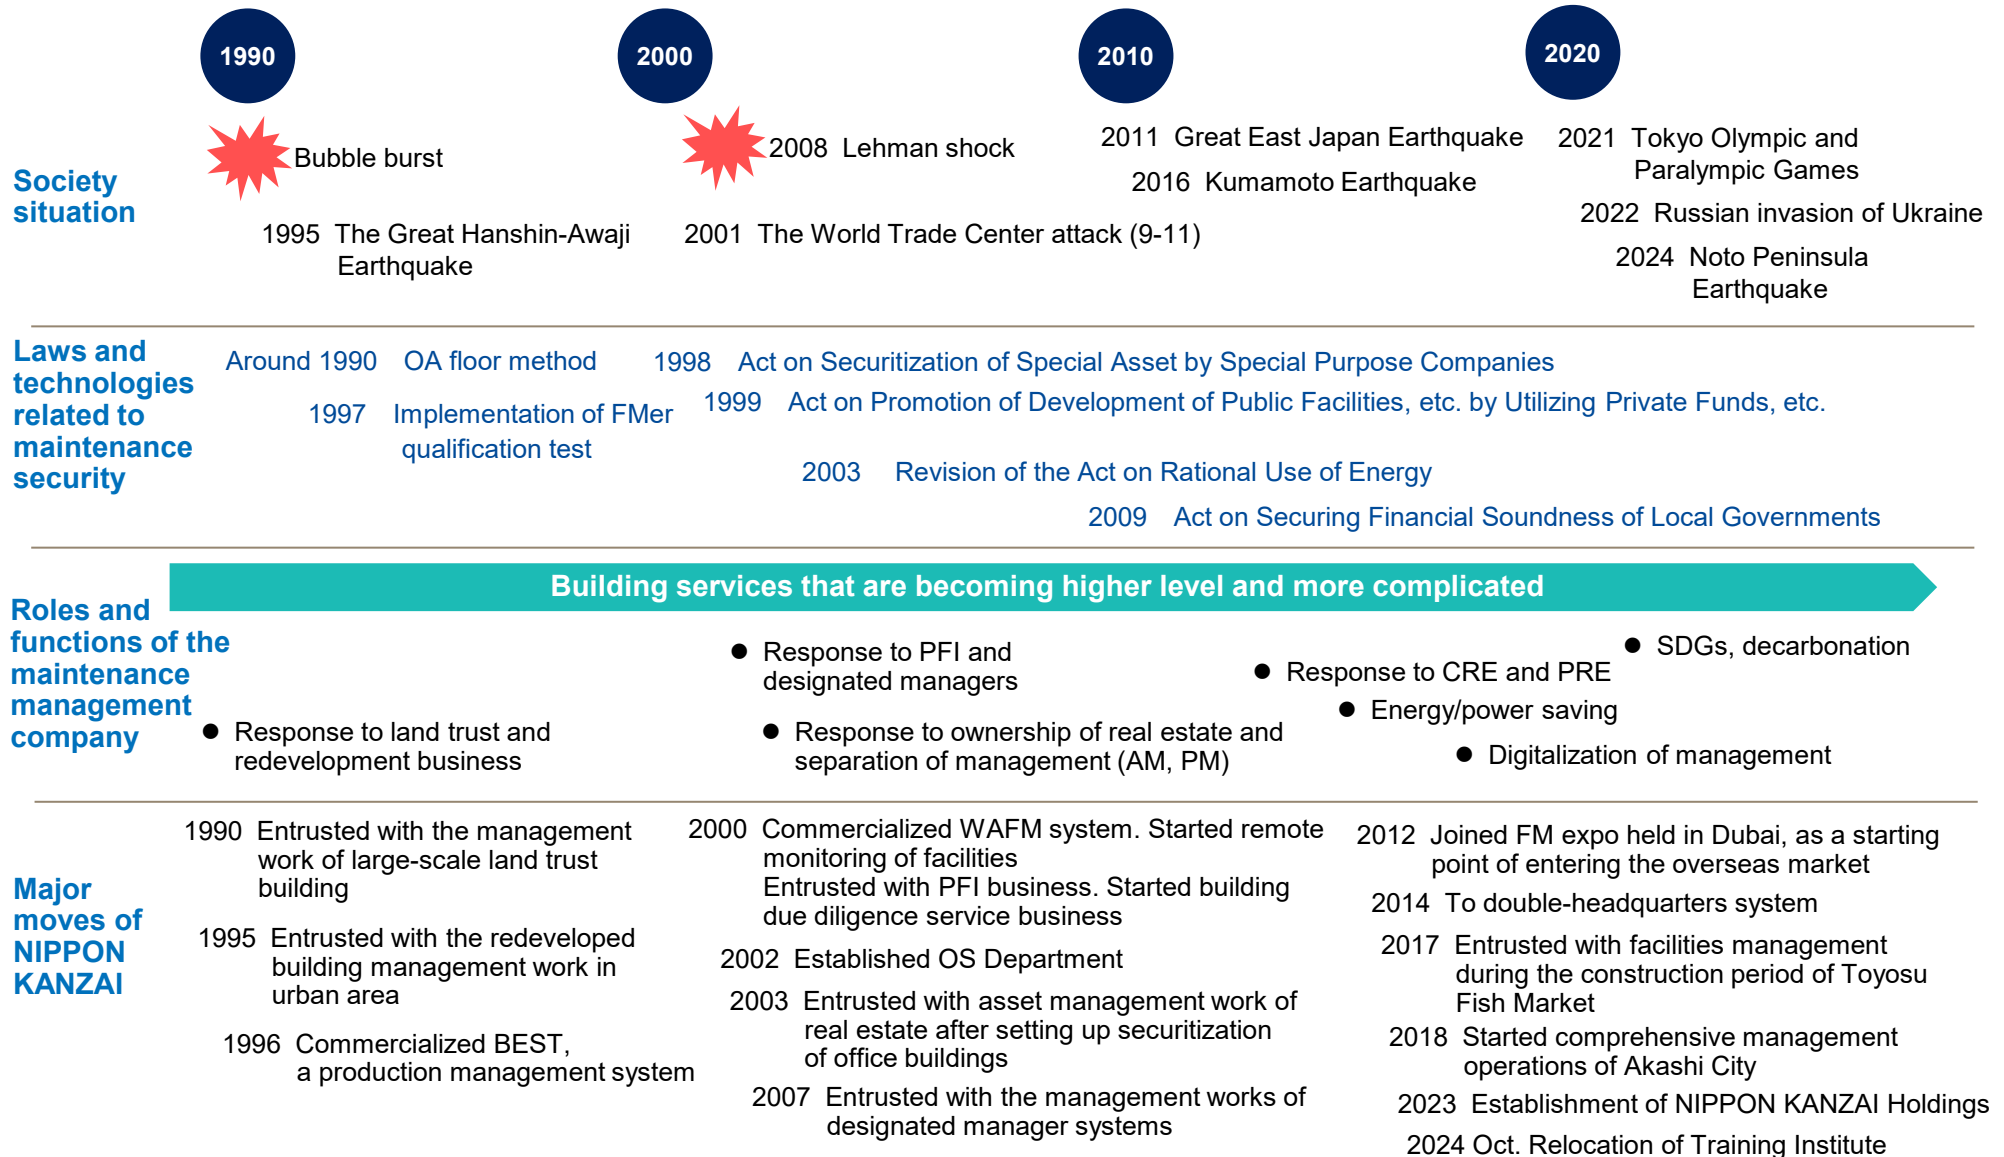 1990
2000
2010
2020
Society
situation
Bubble burst
1995 The Great Hanshin-Awaji
Earthquake
2008 Lehman shock
2001 The World Trade Center attack (9-11)
2011 Great East Japan Earthquake
2016 Kumamoto Earthquake
2021 Tokyo Olympic and
Paralympic Games
2022 Russian invasion of Ukraine
2024 Noto Peninsula
Earthquake
Laws and
technologies
related to
maintenance
security
Around 1990 OA floor method
1997 Implementation of FMer
qualification test
1998 Act on Securitization of Special Asset by Special Purpose Companies
1999 Act on Promotion of Development of Public Facilities, etc. by Utilizing Private Funds, etc.
2003 Revision of the Act on Rational Use of Energy
2009 Act on Securing Financial Soundness of Local Governments
Building services that are becoming higher level and more complicated
Roles and
functions of the
maintenance
management
company
● Response to land trust and
redevelopment business
● Response to PFI and
designated managers
● Response to ownership of real estate and
separation of management (AM, PM)
● SDGs, decarbonation
● Response to CRE and PRE
● Energy/power saving
● Digitalization of management
Major
moves of
NIPPON
KANZAI
1990 Entrusted with the management
work of large-scale land trust
building
1995 Entrusted with the redeveloped
building management work in
urban area
1996 Commercialized BEST,
a production management system
2000 Commercialized WAFM system. Started remote
monitoring of facilities
Entrusted with PFI business. Started building
due diligence service business
2002 Established OS Department
2003 Entrusted with asset management work of
real estate after setting up securitization
of office buildings
2007 Entrusted with the management works of
designated manager systems
2012 Joined FM expo held in Dubai, as a starting
point of entering the overseas market
2014 To double-headquarters system
2017 Entrusted with facilities management
during the construction period of Toyosu
Fish Market
2018 Started comprehensive management
operations of Akashi City
2023 Establishment of NIPPON KANZAI Holdings
2024 Oct. Relocation of Training Institute